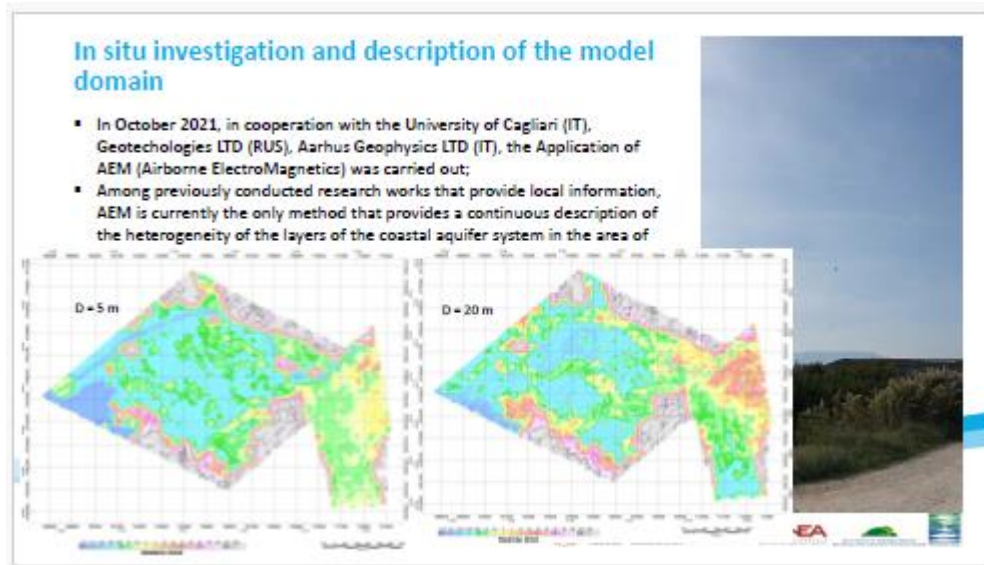 In situ investigation and description of the model
domain
▪ In October 2021, in cooperation with the University of Cagliari (IT),
Geotechologies LTD (RUS), Aarhus Geophysics LTD (IT), the Application of
AEM (Airborne ElectroMagnetics) was carried out;
▪ Among previously conducted research works that provide local information,
AEM is currently the only method that provides a continuous description of
the heterogeneity of the layers of the coastal aquifer system in the area of
D = 5 m
D = 20 m